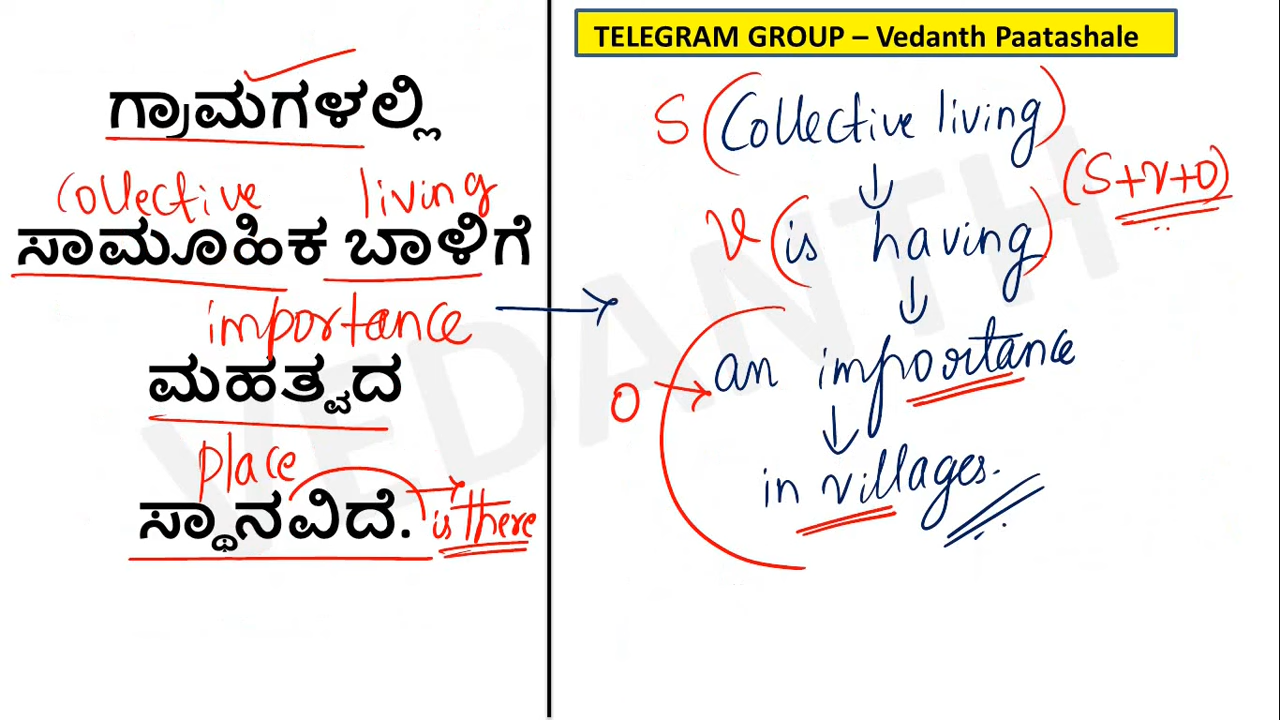 ಗ್ರಾಮಗಳಲ್ಲಿ
collective living
ಸಾಮೂಹಿಕ ಬಾಳಿಗೆ
importance
ಮಹತ್ವದ
place
ಸ್ಥಾನವಿದೆ.
is there
TELEGRAM GROUP – Vedanth Paatashale
S (Collective living)
(S+V+O)
V (is having)
O an importance
in villages.
VEDANTH